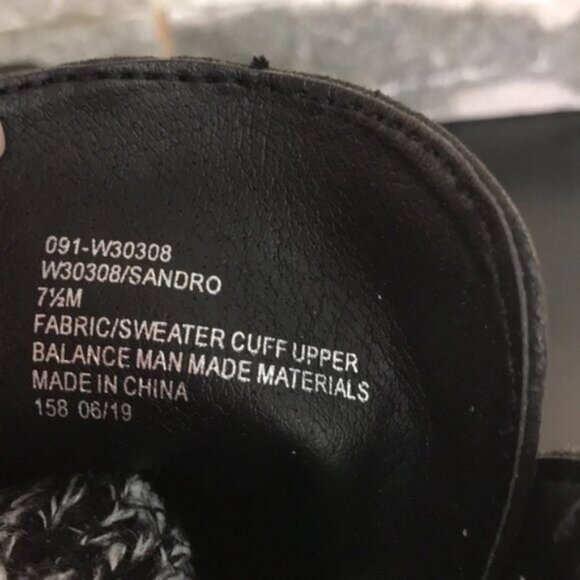 091-W30308
W30308/SANDRO
7½M
FABRIC/SWEATER CUFF UPPER
BALANCE MAN MADE MATERIALS
MADE IN CHINA
158 06/19